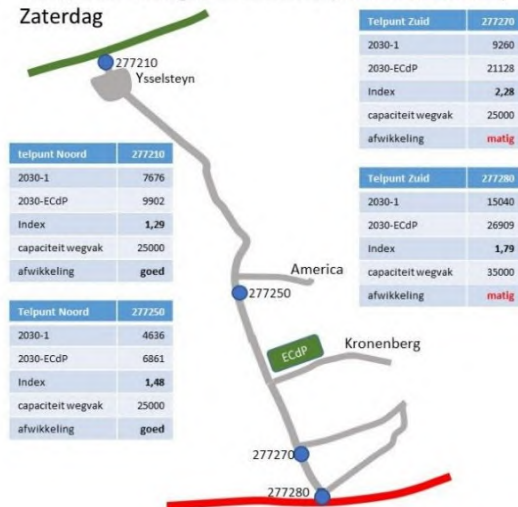 Zaterdag
277210
Ysselsteyn
telpunt Noord 277210
2030-1 7676
2030-ECdP 9902
Index 1,29
capaciteit wegvak 25000
afwikkeling goed
Telpunt Noord 277250
2030-1 4636
2030-ECdP 6861
Index 1,48
capaciteit wegvak 25000
afwikkeling goed
America
277250
ECdP
Kronenberg
277270
277280
Telpunt Zuid 277270
2030-1 9260
2030-ECdP 21128
Index 2,28
capaciteit wegvak 25000
afwikkeling matig
Telpunt Zuid 277280
2030-1 15040
2030-ECdP 26909
Index 1,79
capaciteit wegvak 35000
afwikkeling matig